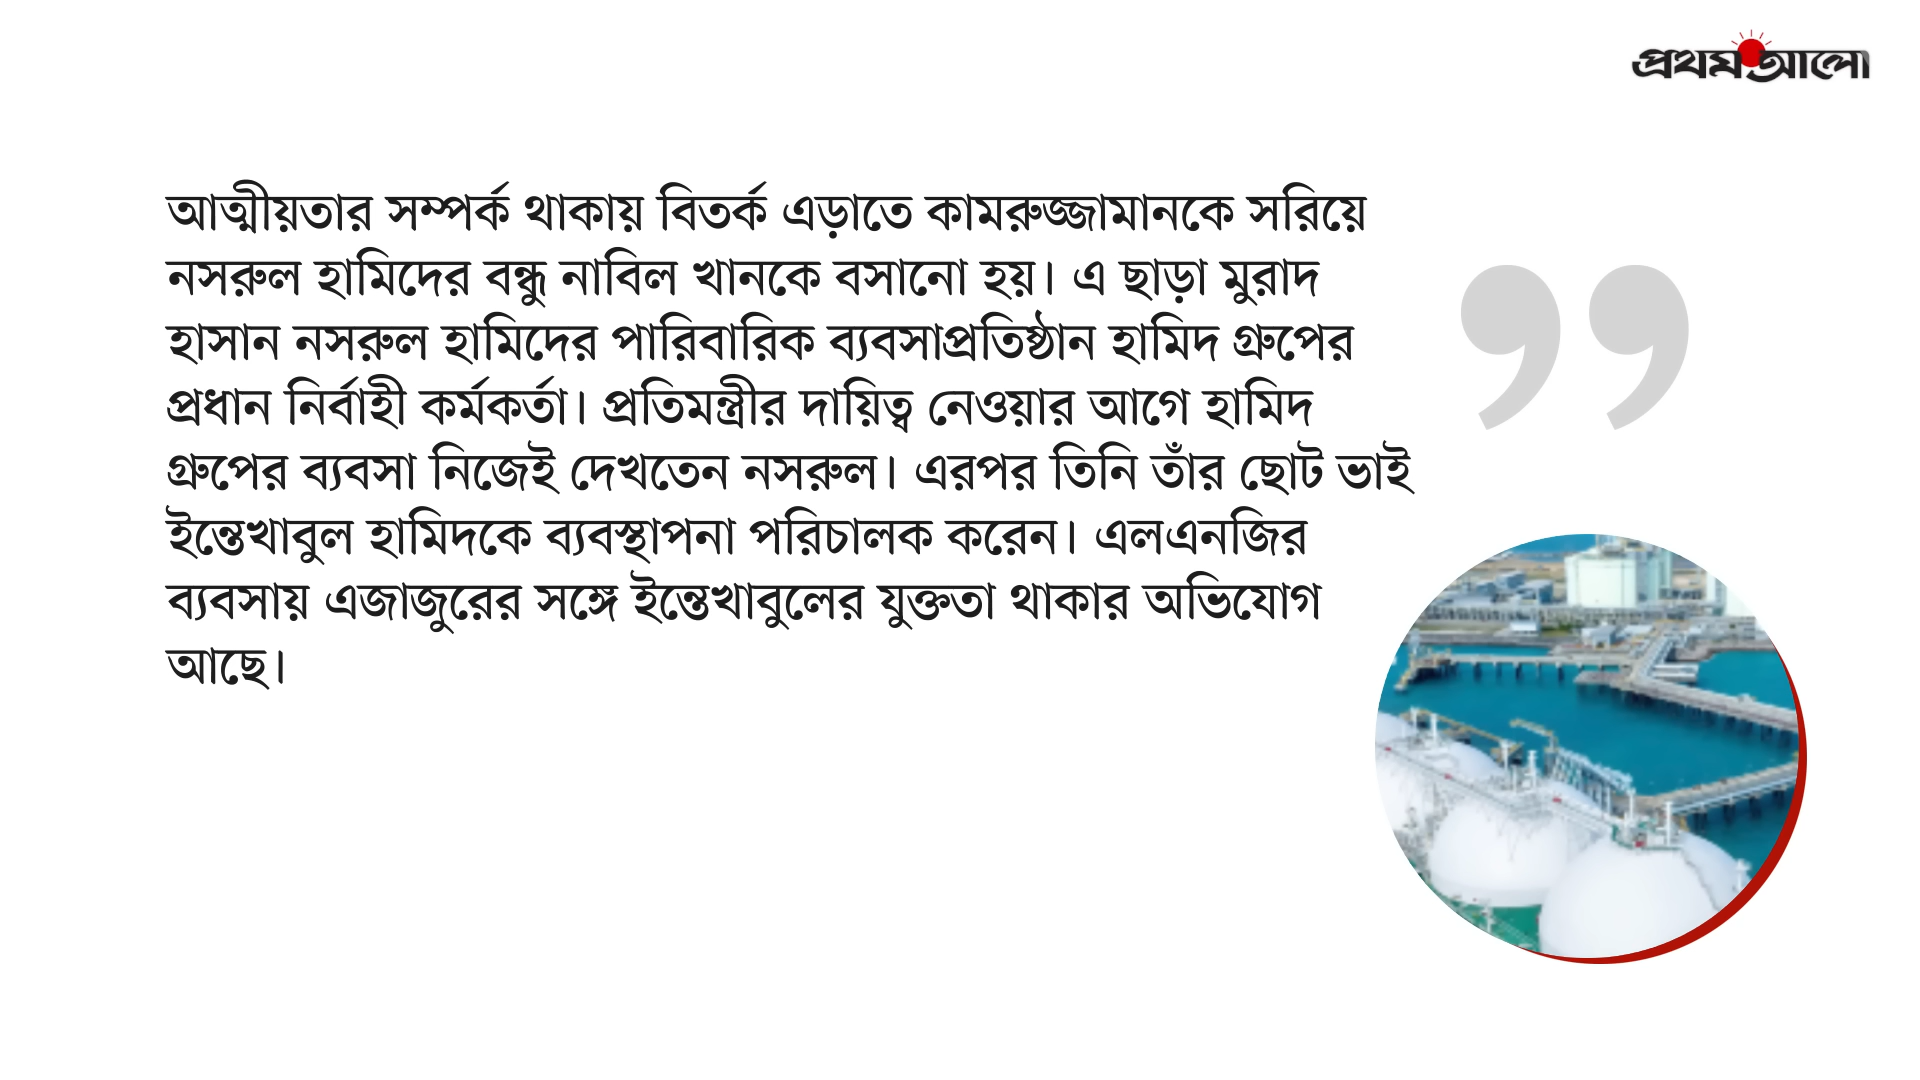 প্রথম আলো
আত্মীয়তার সম্পর্ক থাকায় বিতর্ক এড়াতে কামরুজ্জামানকে সরিয়ে
নসরুল হামিদের বন্ধু নাবিল খানকে বসানো হয়। এ ছাড়া মুরাদ
হাসান নসরুল হামিদের পারিবারিক ব্যবসাপ্রতিষ্ঠান হামিদ গ্রুপের
প্রধান নির্বাহী কর্মকর্তা। প্রতিমন্ত্রীর দায়িত্ব নেওয়ার আগে হামিদ
গ্রুপের ব্যবসা নিজেই দেখতেন নসরুল। এরপর তিনি তাঁর ছোট ভাই
ইন্তেখাবুল হামিদকে ব্যবস্থাপনা পরিচালক করেন। এলএনজির
ব্যবসায় এজাজুরের সঙ্গে ইন্তেখাবুলের যুক্ততা থাকার অভিযোগ
আছে।
”